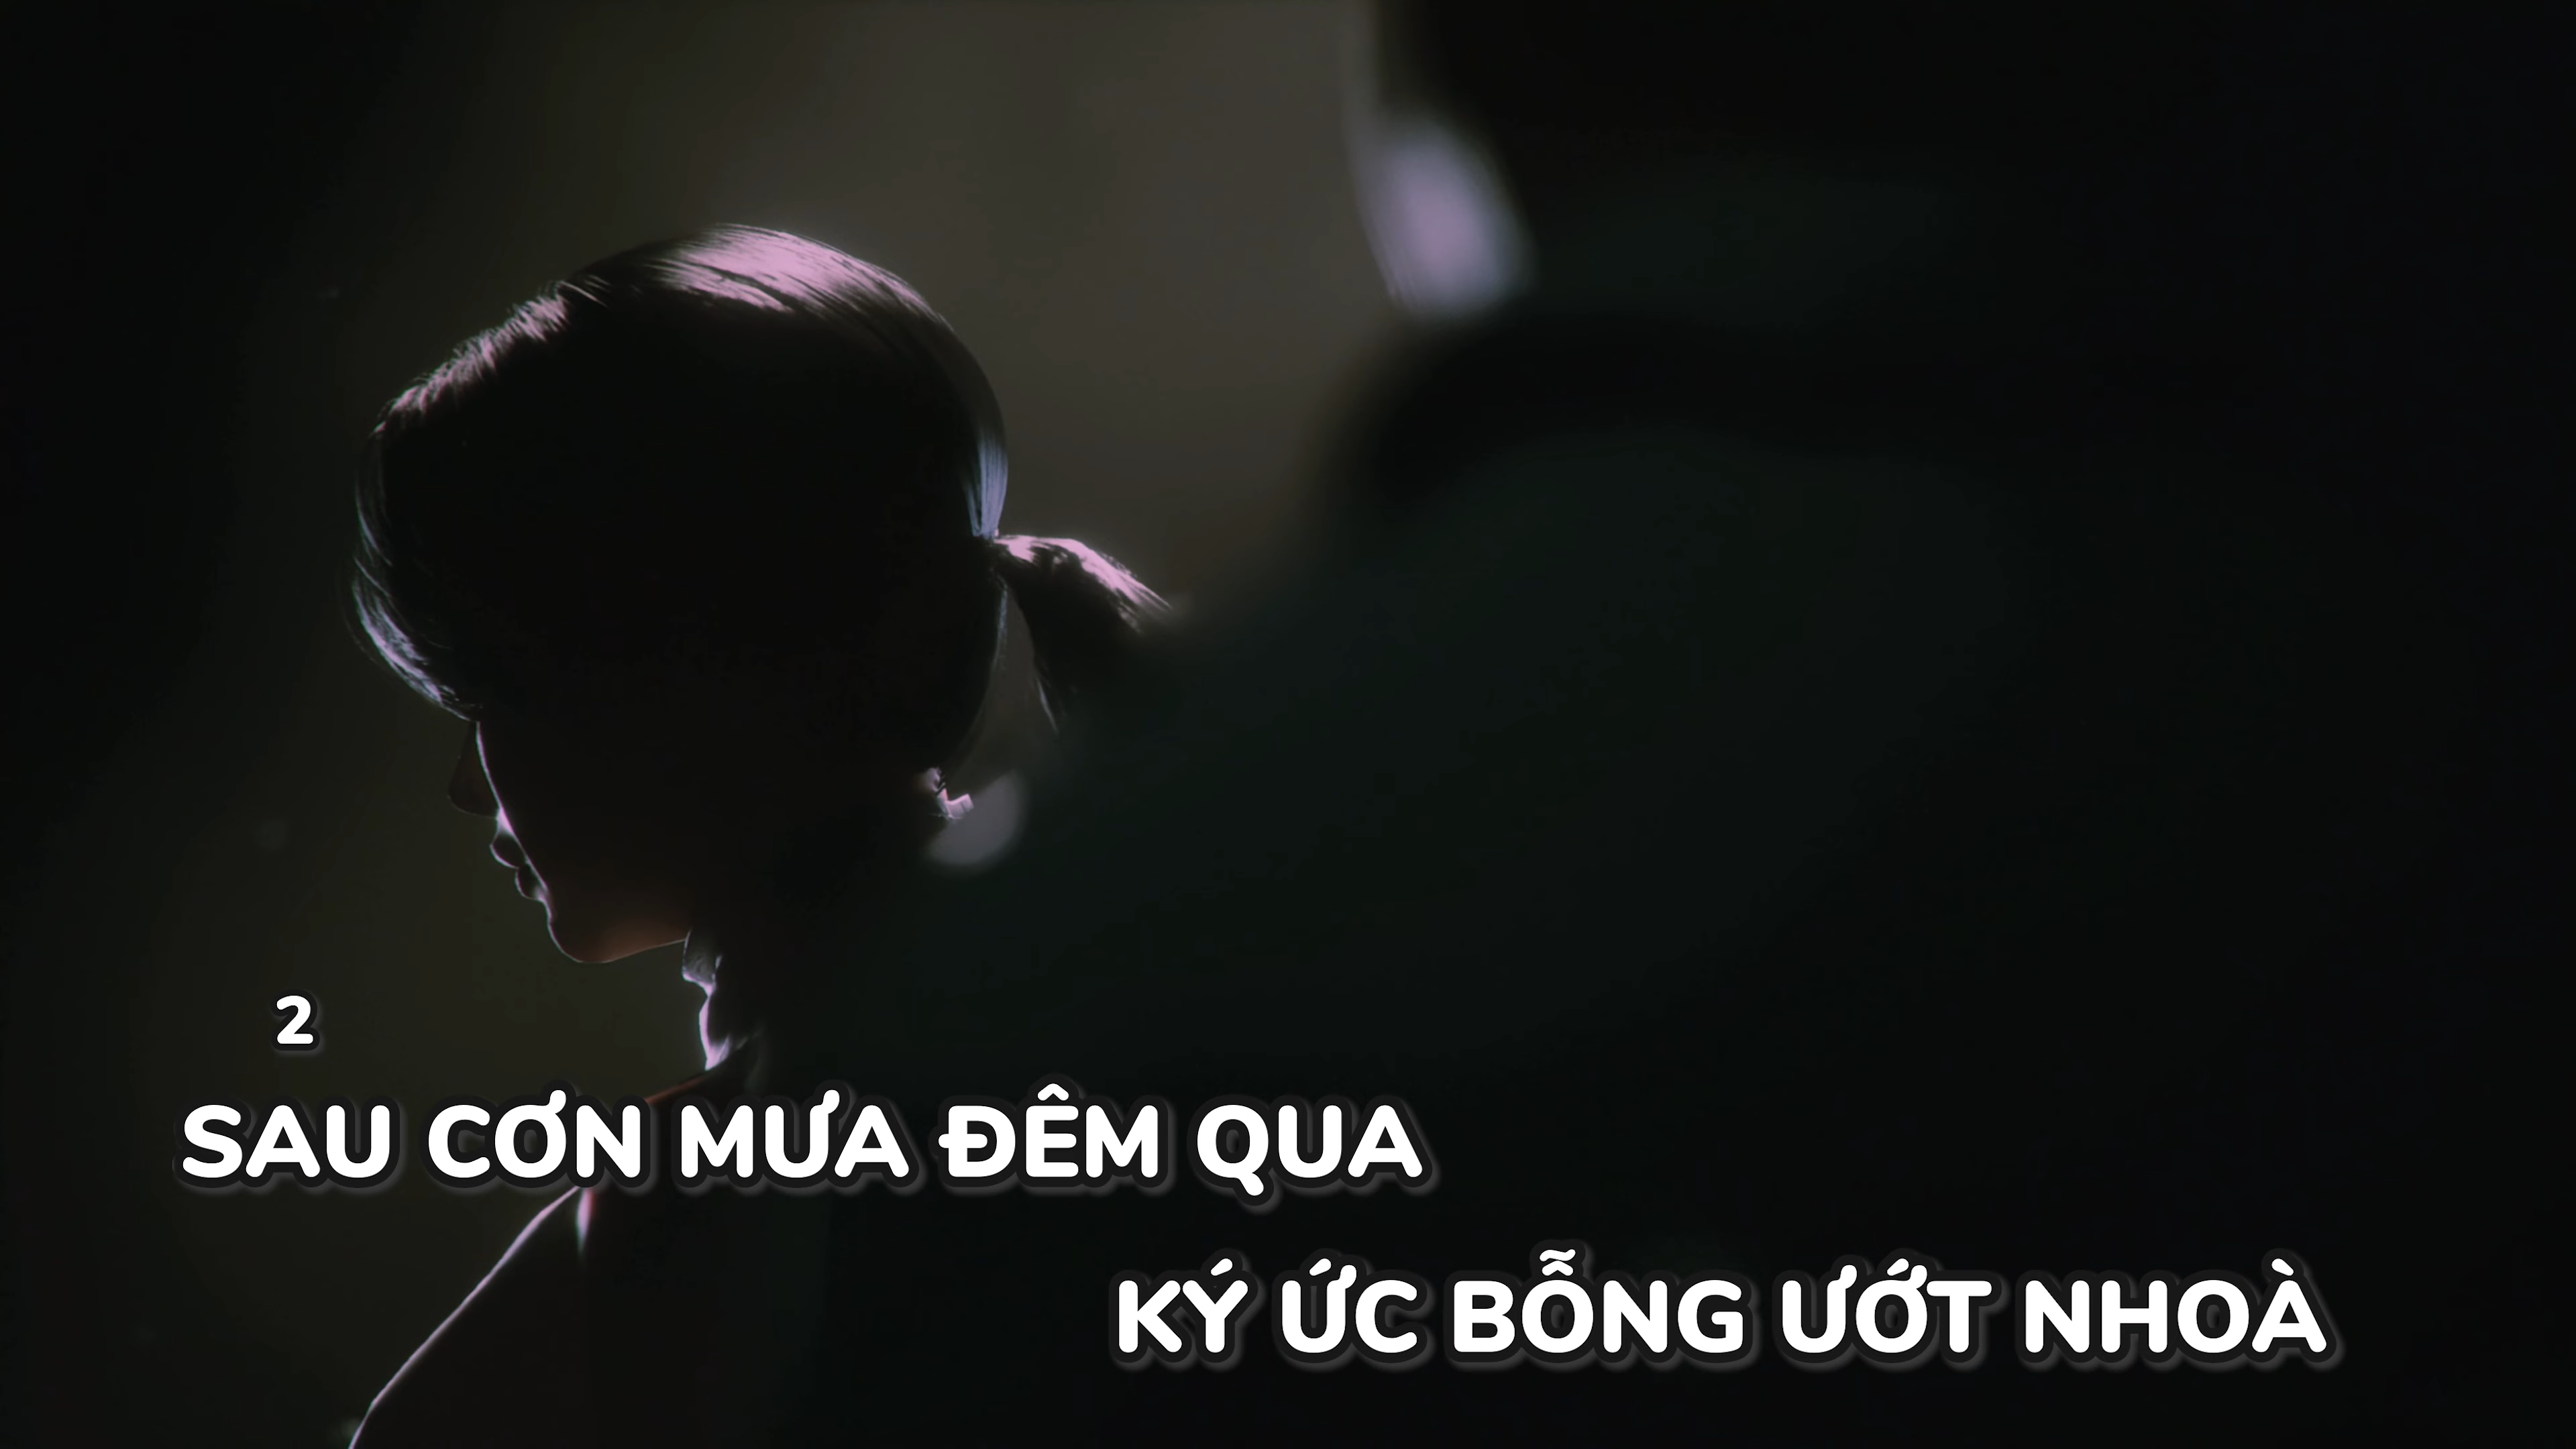 2
SAU CƠN MƯA ĐÊM QUA
KÝ ỨC BỖNG ƯỚT NHOÀ